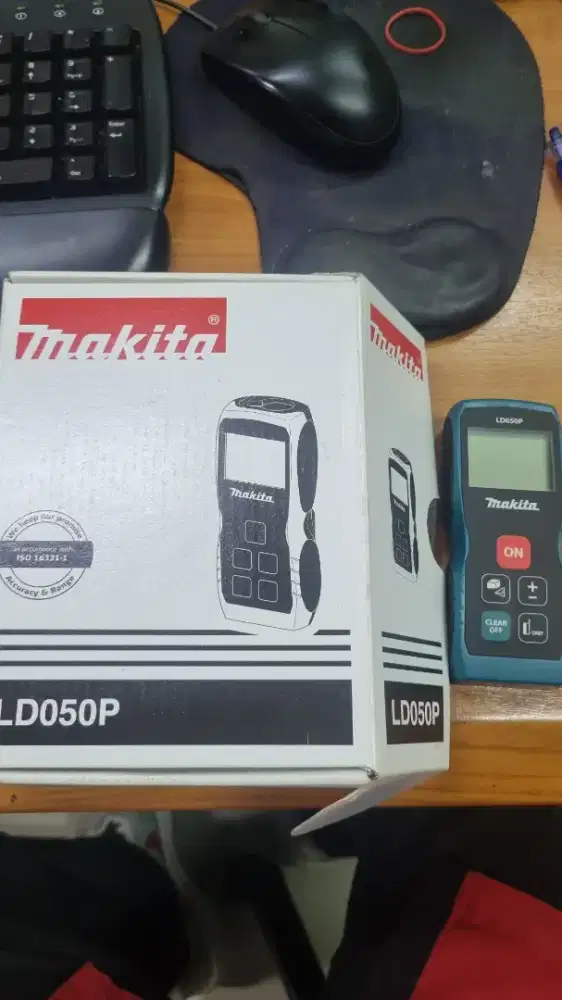 makita®
makita
makita
We keep our promise
in accordance with
ISO 16331-1
Accuracy & Range
LD050P
LD050P
LD050P
makita
ON
+
−
CLEAR
OFF
Enter